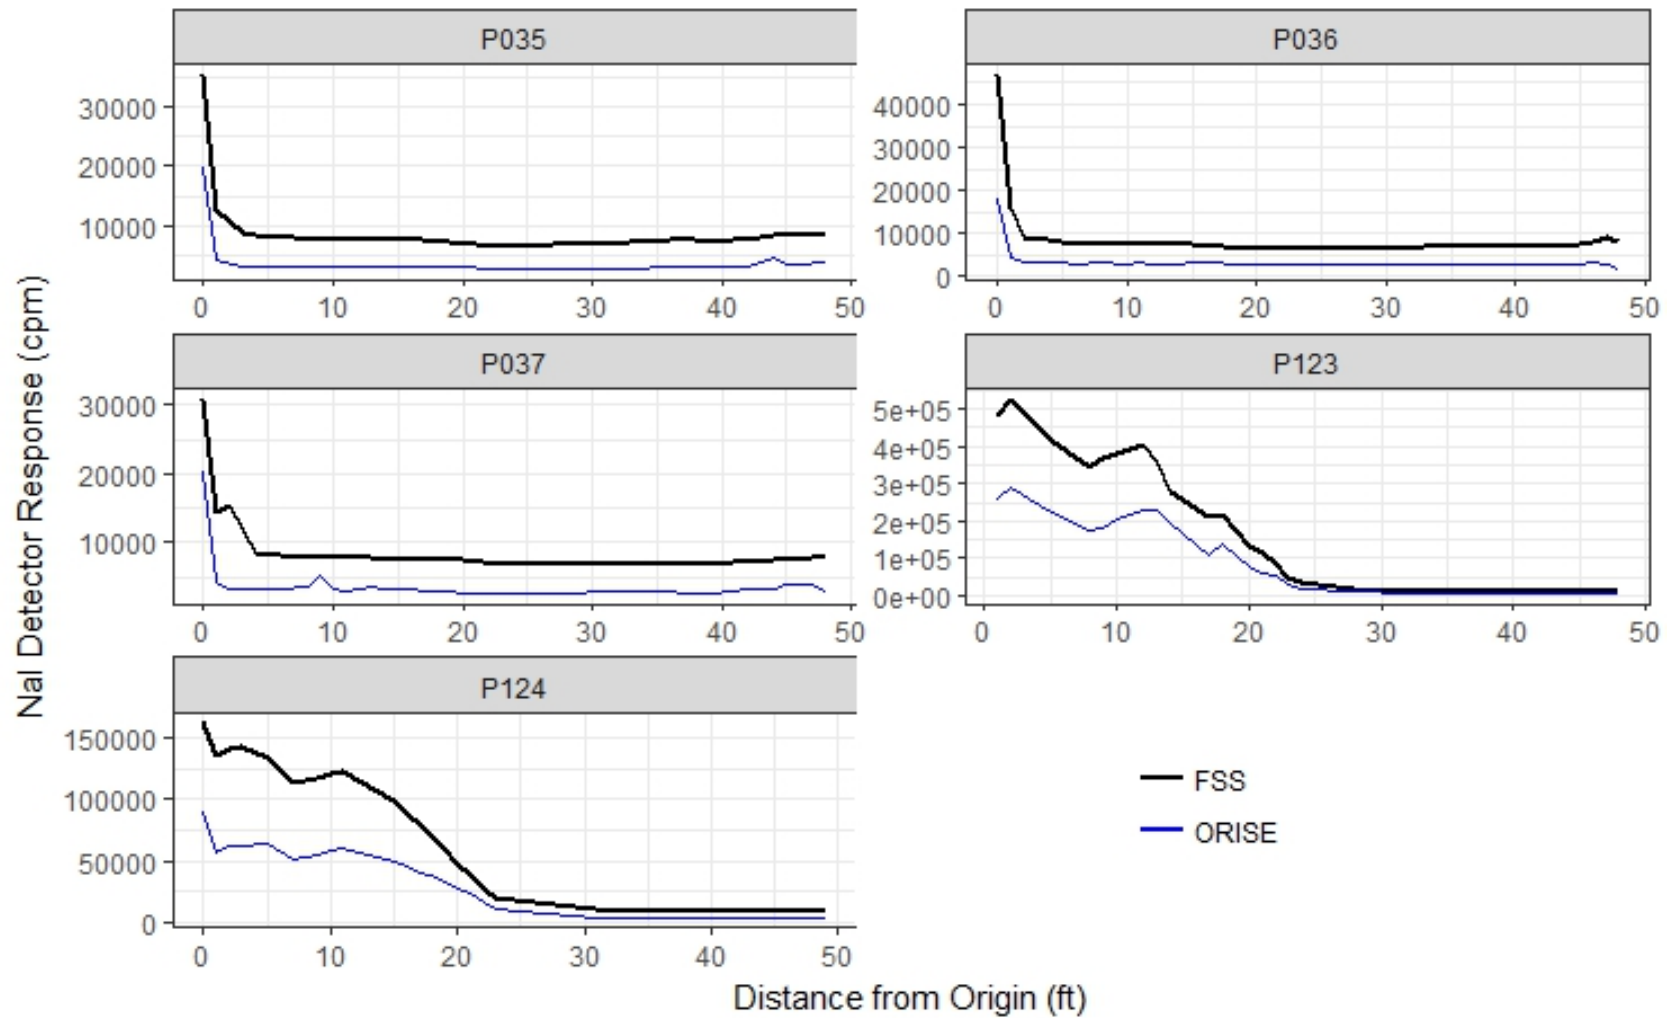 P035
P036
30000
20000
10000
40000
30000
20000
10000
0
0 10 20 30 40 50
0 10 20 30 40 50
P037
P123
30000
20000
10000
5e+05
4e+05
3e+05
2e+05
1e+05
0e+00
0 10 20 30 40 50
0 10 20 30 40 50
P124
150000
100000
50000
0
0 10 20 30 40 50
NaI Detector Response (cpm)
FSS
ORISE
Distance from Origin (ft)